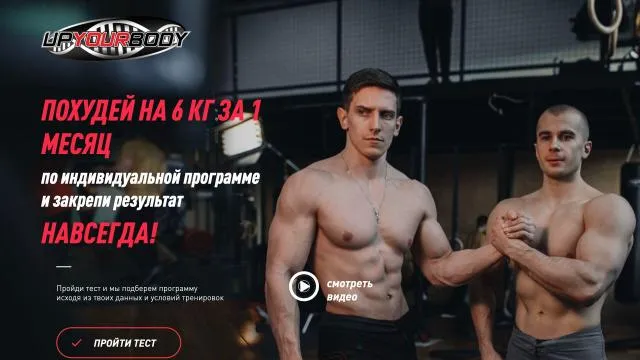 UPYOURBODY
ПОХУДЕЙ НА 6 КГ ЗА 1
МЕСЯЦ
по индивидуальной программе
и закрепи результат
НАВСЕГДА!
Пройди тест и мы подберем программу
исходя из твоих данных и условий тренировок
смотреть
видео
ПРОЙТИ ТЕСТ